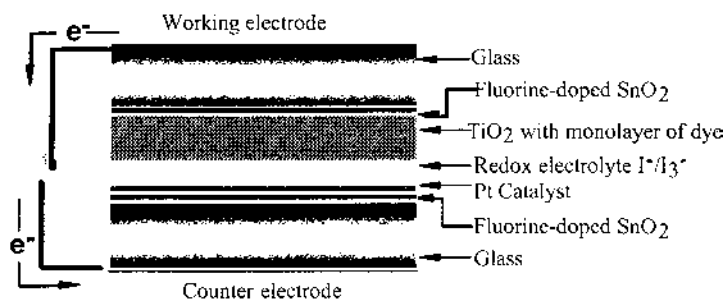 Working electrode
e-
Glass
Fluorine-doped SnO2
TiO2 with monolayer of dye
Redox electrolyte I-/I3-
Pt Catalyst
Fluorine-doped SnO2
e-
Glass
Counter electrode